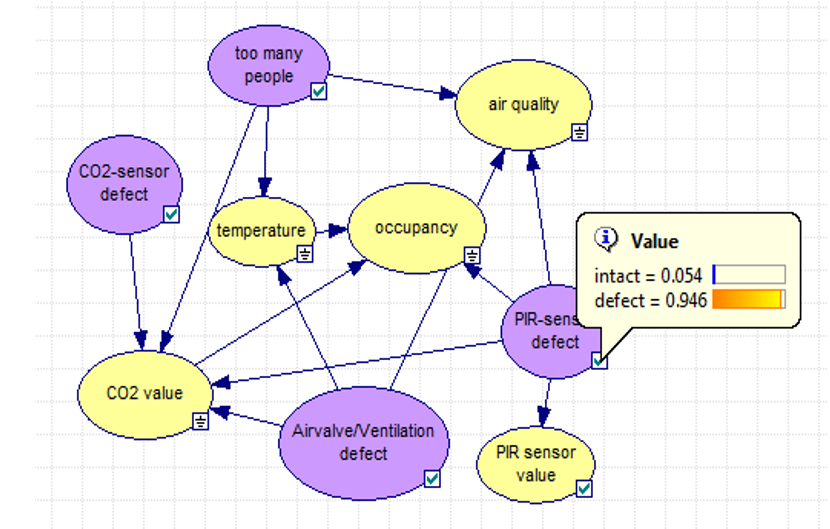 too many
people
air quality
CO2-sensor
defect
temperature
occupancy
Value
intact = 0.054
defect = 0.946
PIR-sens
defect
CO2 value
Airvalve/Ventilation
defect
PIR sensor
value